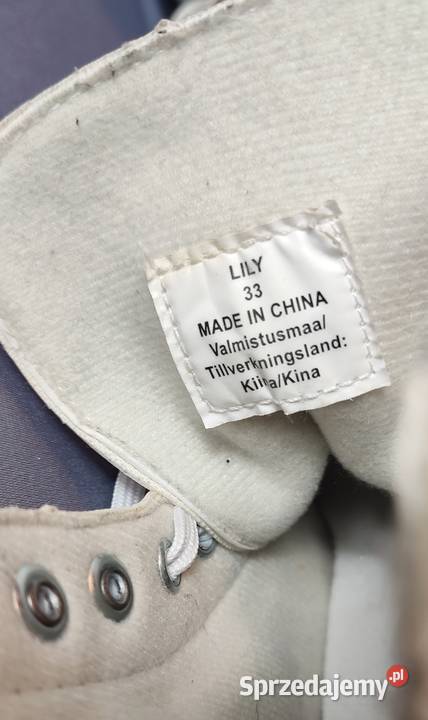 LILY
33
MADE IN CHINA
Valmistusmaa/
Tillverkningsland:
Kiina/Kina
Sprzedajemy.pl